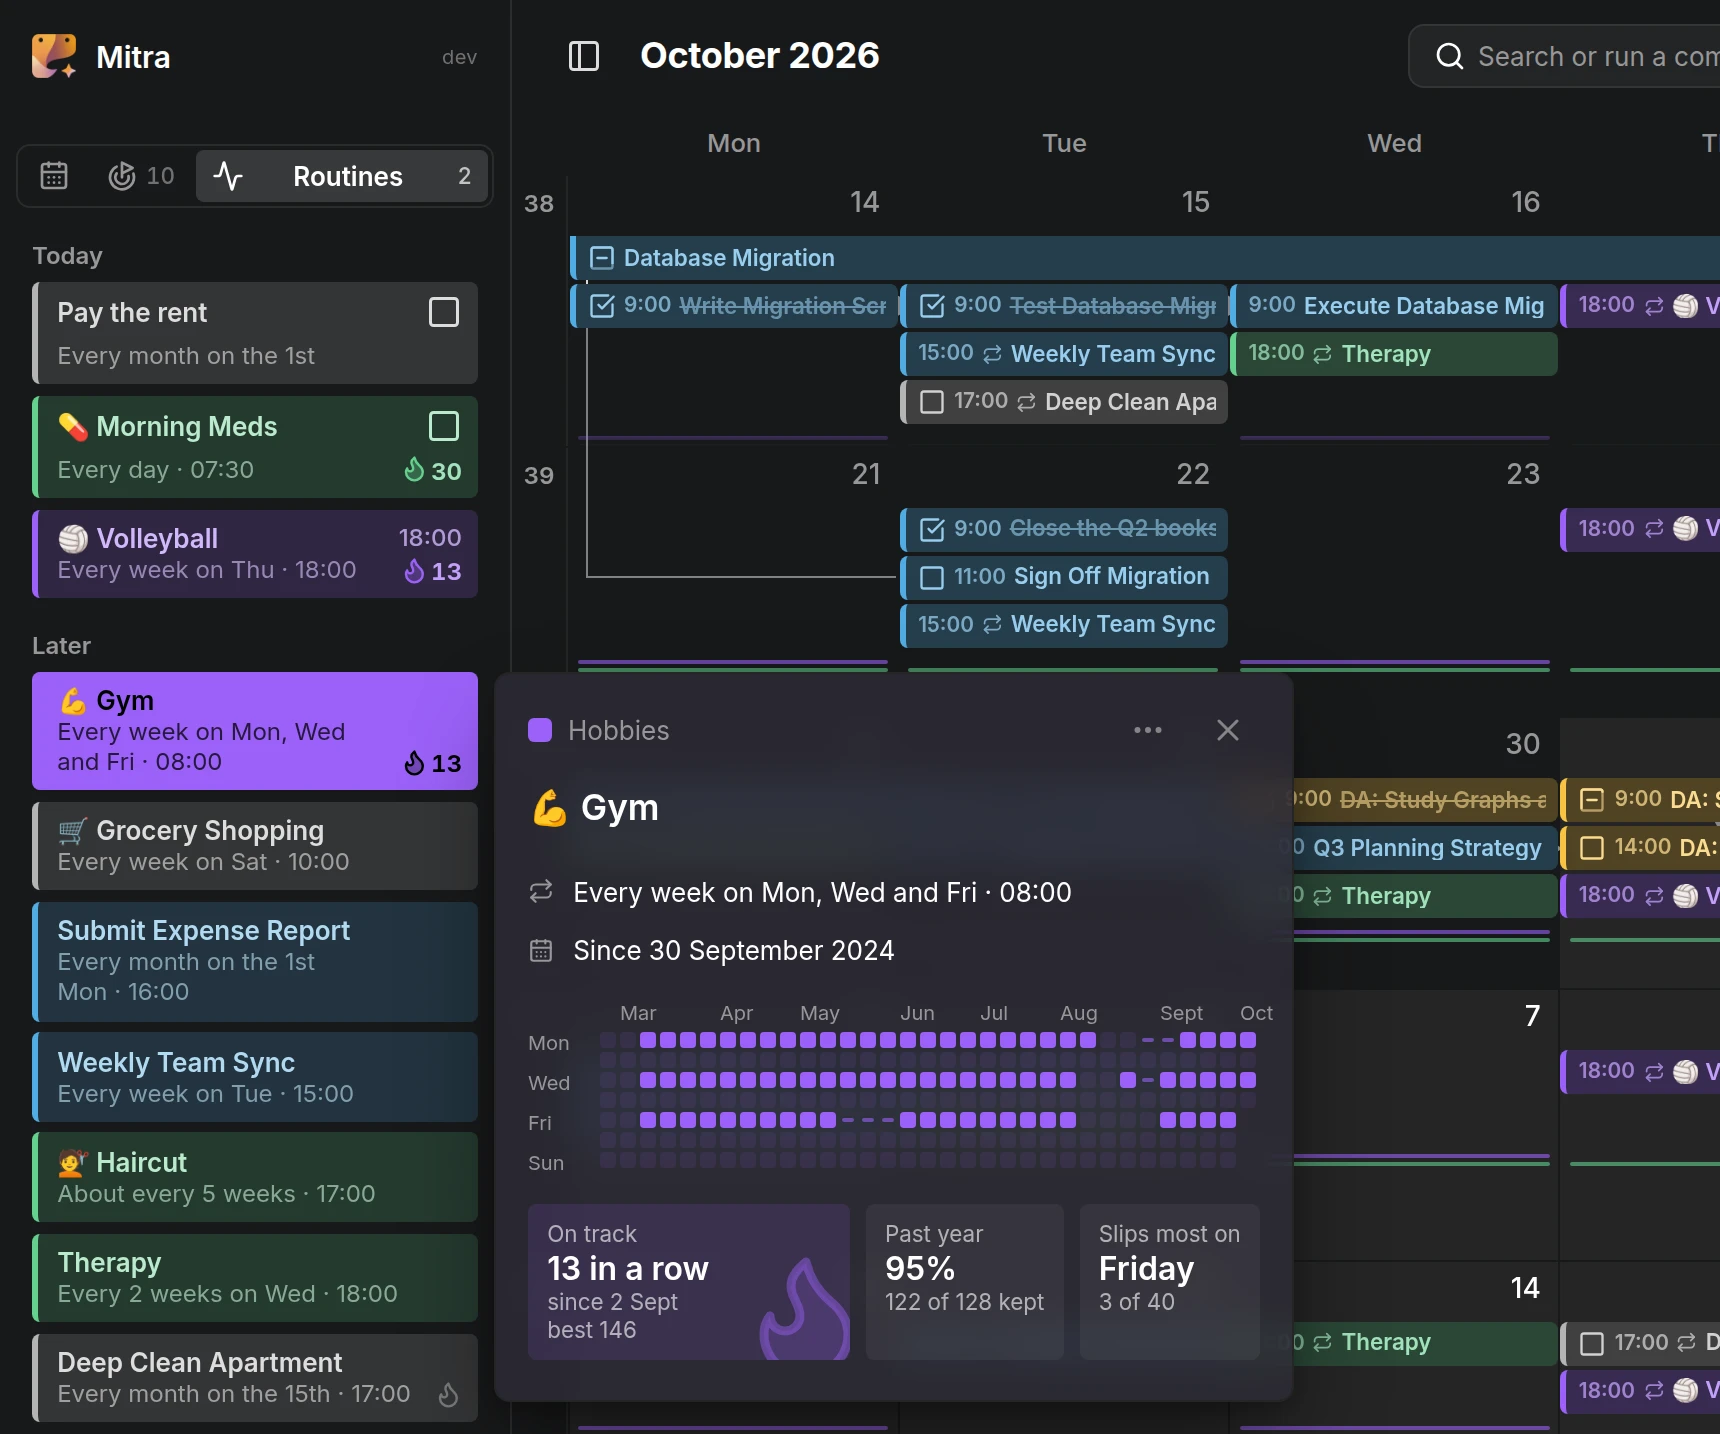 Mitra
dev
October 2026
Search or run a com
10
Routines
2
Mon
Tue
Wed
38
14
15
16
Database Migration
9:00 Write Migration Scr
9:00 Test Database Migr
9:00 Execute Database Mig
18:00
15:00 Weekly Team Sync
18:00 Therapy
17:00 Deep Clean Apa
39
21
22
23
9:00 Close the Q2 books
18:00
11:00 Sign Off Migration
15:00 Weekly Team Sync
Today
Pay the rent
Every month on the 1st
Morning Meds
Every day · 07:30
30
Volleyball
18:00
Every week on Thu · 18:00
13
Later
Gym
Every week on Mon, Wed
and Fri · 08:00
13
Grocery Shopping
Every week on Sat · 10:00
Submit Expense Report
Every month on the 1st
Mon · 16:00
Weekly Team Sync
Every week on Tue · 15:00
Haircut
About every 5 weeks · 17:00
Therapy
Every 2 weeks on Wed · 18:00
Deep Clean Apartment
Every month on the 15th · 17:00
Hobbies
Gym
Every week on Mon, Wed and Fri · 08:00
Since 30 September 2024
Mar
Apr
May
Jun
Jul
Aug
Sept
Oct
Mon
Wed
Fri
Sun
On track
13 in a row
since 2 Sept
best 146
Past year
95%
122 of 128 kept
Slips most on
Friday
3 of 40
30
9:00 DA: Study Graphs a
9:00 DA:
Q3 Planning Strategy
14:00 DA:
Therapy
18:00
7
18:00
14
Therapy
17:00
18:00